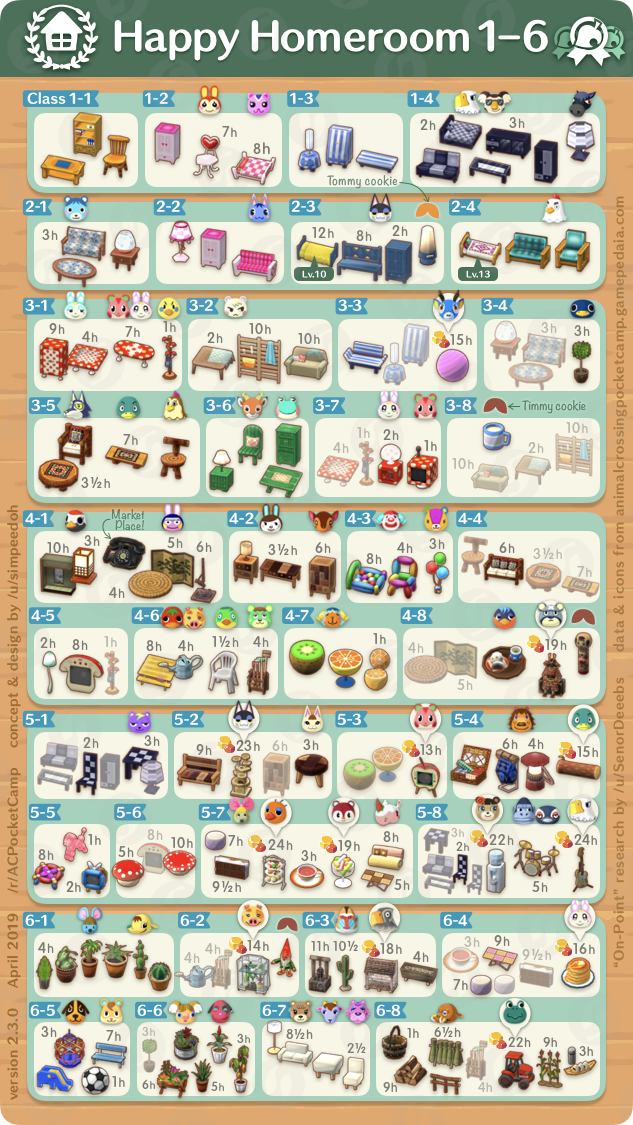 Happy Homeroom 1–6
Class 1-1
1-2
7h
8h
1-3
1-4
2h
3h
Tommy cookie
2-1
3h
2-2
2-3
12h
8h
2h
Lv.10
2-4
Lv.13
3-1
9h
4h
7h
1h
3-2
2h
10h
10h
3-3
15h
3-4
3h
3h
3-5
7h
3½h
3-6
3-7
4h
1h
2h
1h
3-8
Timmy cookie
10h
2h
10h
4-1
Market
Place!
10h
3h
4h
5h
6h
4-2
3½h
6h
4-3
8h
4h
3h
4-4
6h
3½h
7h
4-5
2h
8h
1h
4-6
8h
4h
1½h
4h
4-7
1h
4-8
4h
5h
19h
5-1
2h
3h
5-2
9h
23h
6h
3h
5-3
13h
5-4
6h
4h
15h
5-5
8h
1h
2h
5-6
5h
8h
10h
5-7
7h
9½h
24h
3h
19h
8h
5h
5-8
3h
2h
22h
5h
24h
6-1
4h
6-2
4h
4h
14h
6-3
11h
10½
18h
4h
6-4
3h
9h
7h
9½h
16h
6-5
3h
7h
1h
6-6
3h
6h
5h
3h
6-7
8½h
2½
6-8
1h
9h
6½h
4h
22h
9h
3h
version 2.3.0 April 2019 /r/ACPocketCamp concept & design by /u/simpeedoh
"On-Point" research by /u/SenorDeeebs data & icons from animalcrossingpocketcamp.gamepedia.com